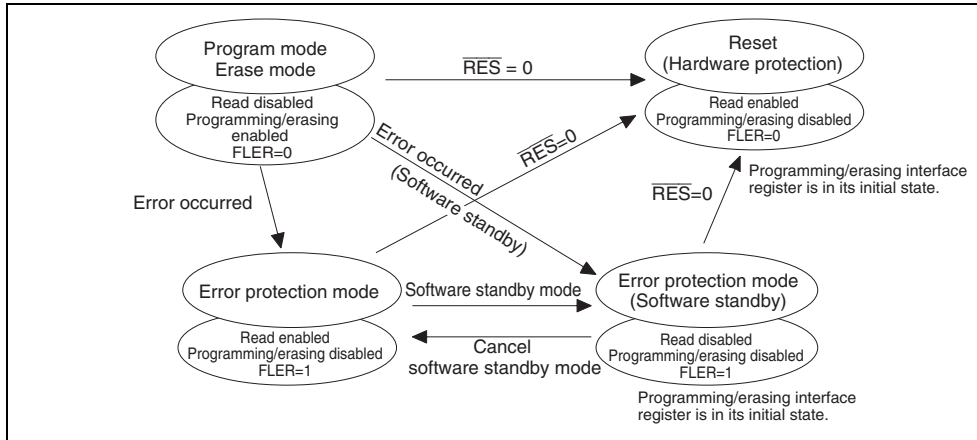 Program mode
Erase mode
Read disabled
Programming/erasing
enabled
FLER=0
RES = 0
Reset
(Hardware protection)
Read enabled
Programming/erasing disabled
FLER=0
Programming/erasing interface
register is in its initial state.
Error occurred
Error occurred
(Software standby)
RES=0
RES=0
Error protection mode
Read enabled
Programming/erasing disabled
FLER=1
Software standby mode
Cancel
software standby mode
Error protection mode
(Software standby)
Read disabled
Programming/erasing disabled
FLER=1
Programming/erasing interface
register is in its initial state.